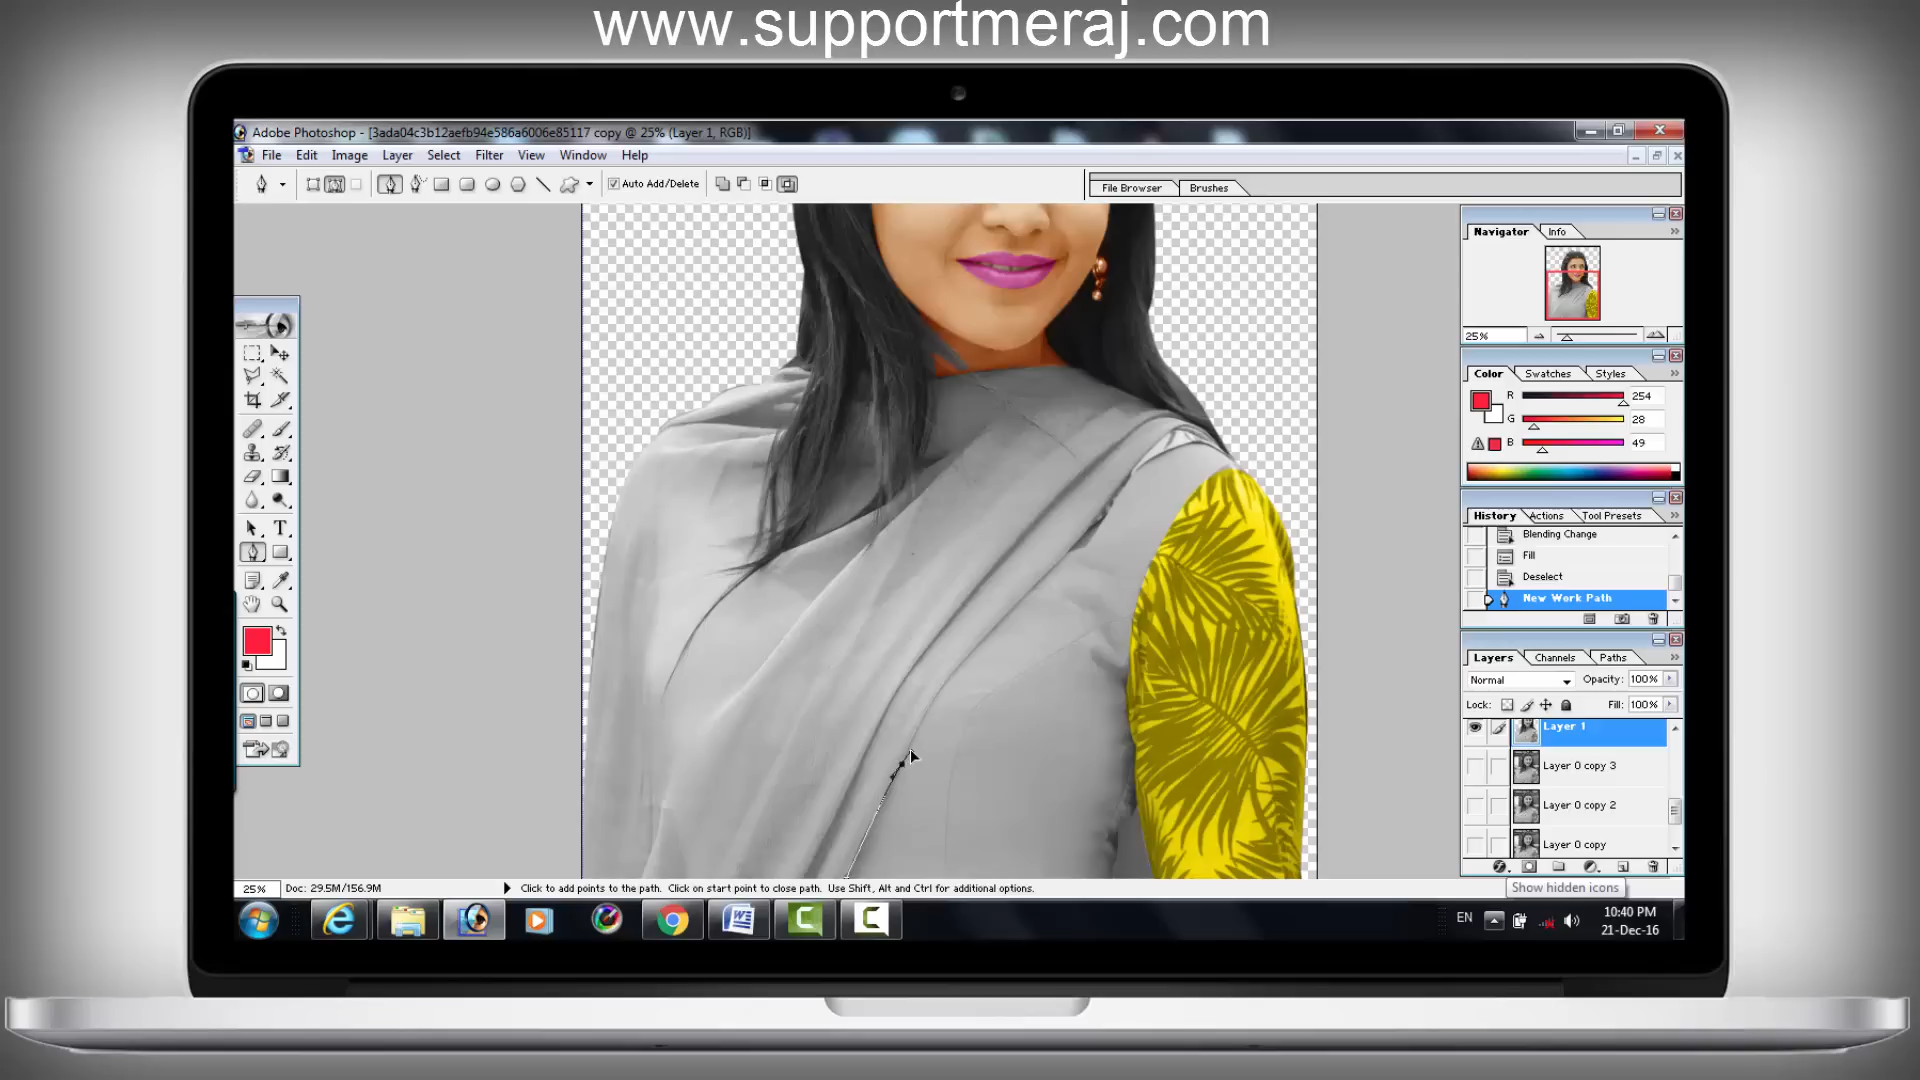 www.supportmeraj.com
Adobe Photoshop - [3ada04c3b12aefb94e586a6006e85117 copy @ 25% (Layer 1, RGB)]
File Edit Image Layer Select Filter View Window Help
Auto Add/Delete
File Browser Brushes
Navigator Info
25%
Color Swatches Styles
R 254
G 28
B 49
History Actions Tool Presets
Blending Change
Fill
Deselect
New Work Path
Layers Channels Paths
Normal Opacity: 100%
Lock: Fill: 100%
Layer 1
Layer 0 copy 3
Layer 0 copy 2
Layer 0 copy
25% Doc: 29.5M/156.9M Click to add points to the path. Click on start point to close path. Use Shift, Alt and Ctrl for additional options.
Show hidden icons
EN
10:40 PM
21-Dec-16